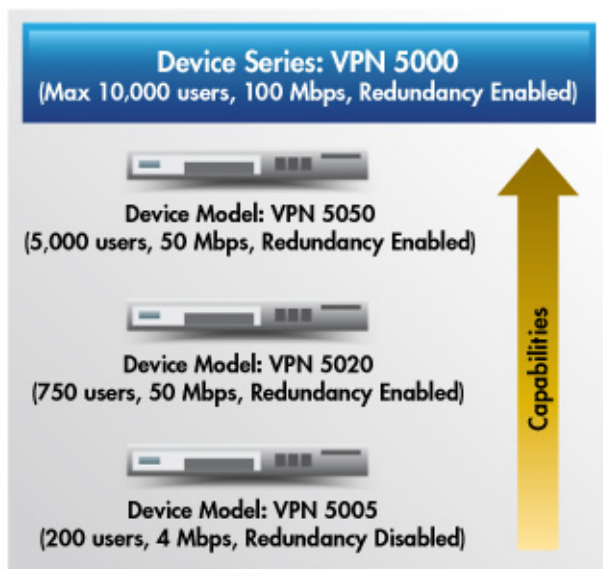 Device Series: VPN 5000
(Max 10,000 users, 100 Mbps, Redundancy Enabled)
Device Model: VPN 5050
(5,000 users, 50 Mbps, Redundancy Enabled)
Device Model: VPN 5020
(750 users, 50 Mbps, Redundancy Enabled)
Device Model: VPN 5005
(200 users, 4 Mbps, Redundancy Disabled)
Capabilities